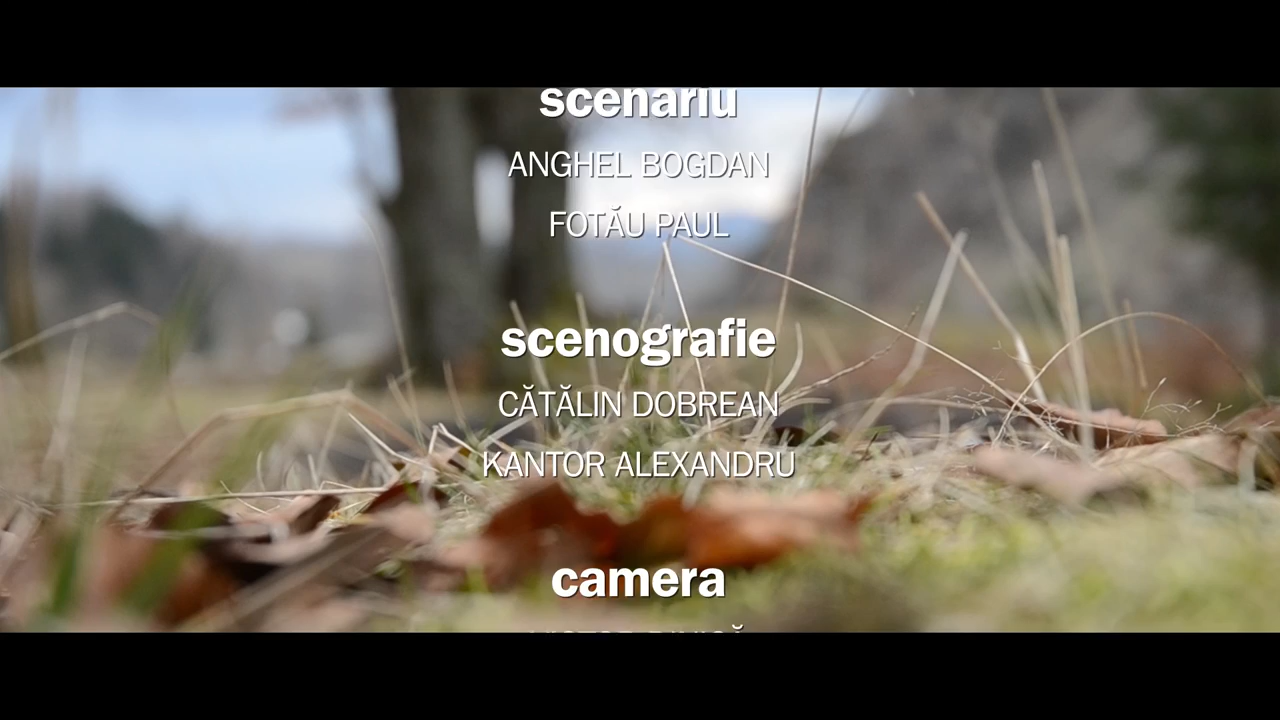 scenariu
ANGHEL BOGDAN
FOTĂU PAUL
scenografie
CĂTĂLIN DOBREAN
KANTOR ALEXANDRU
camera